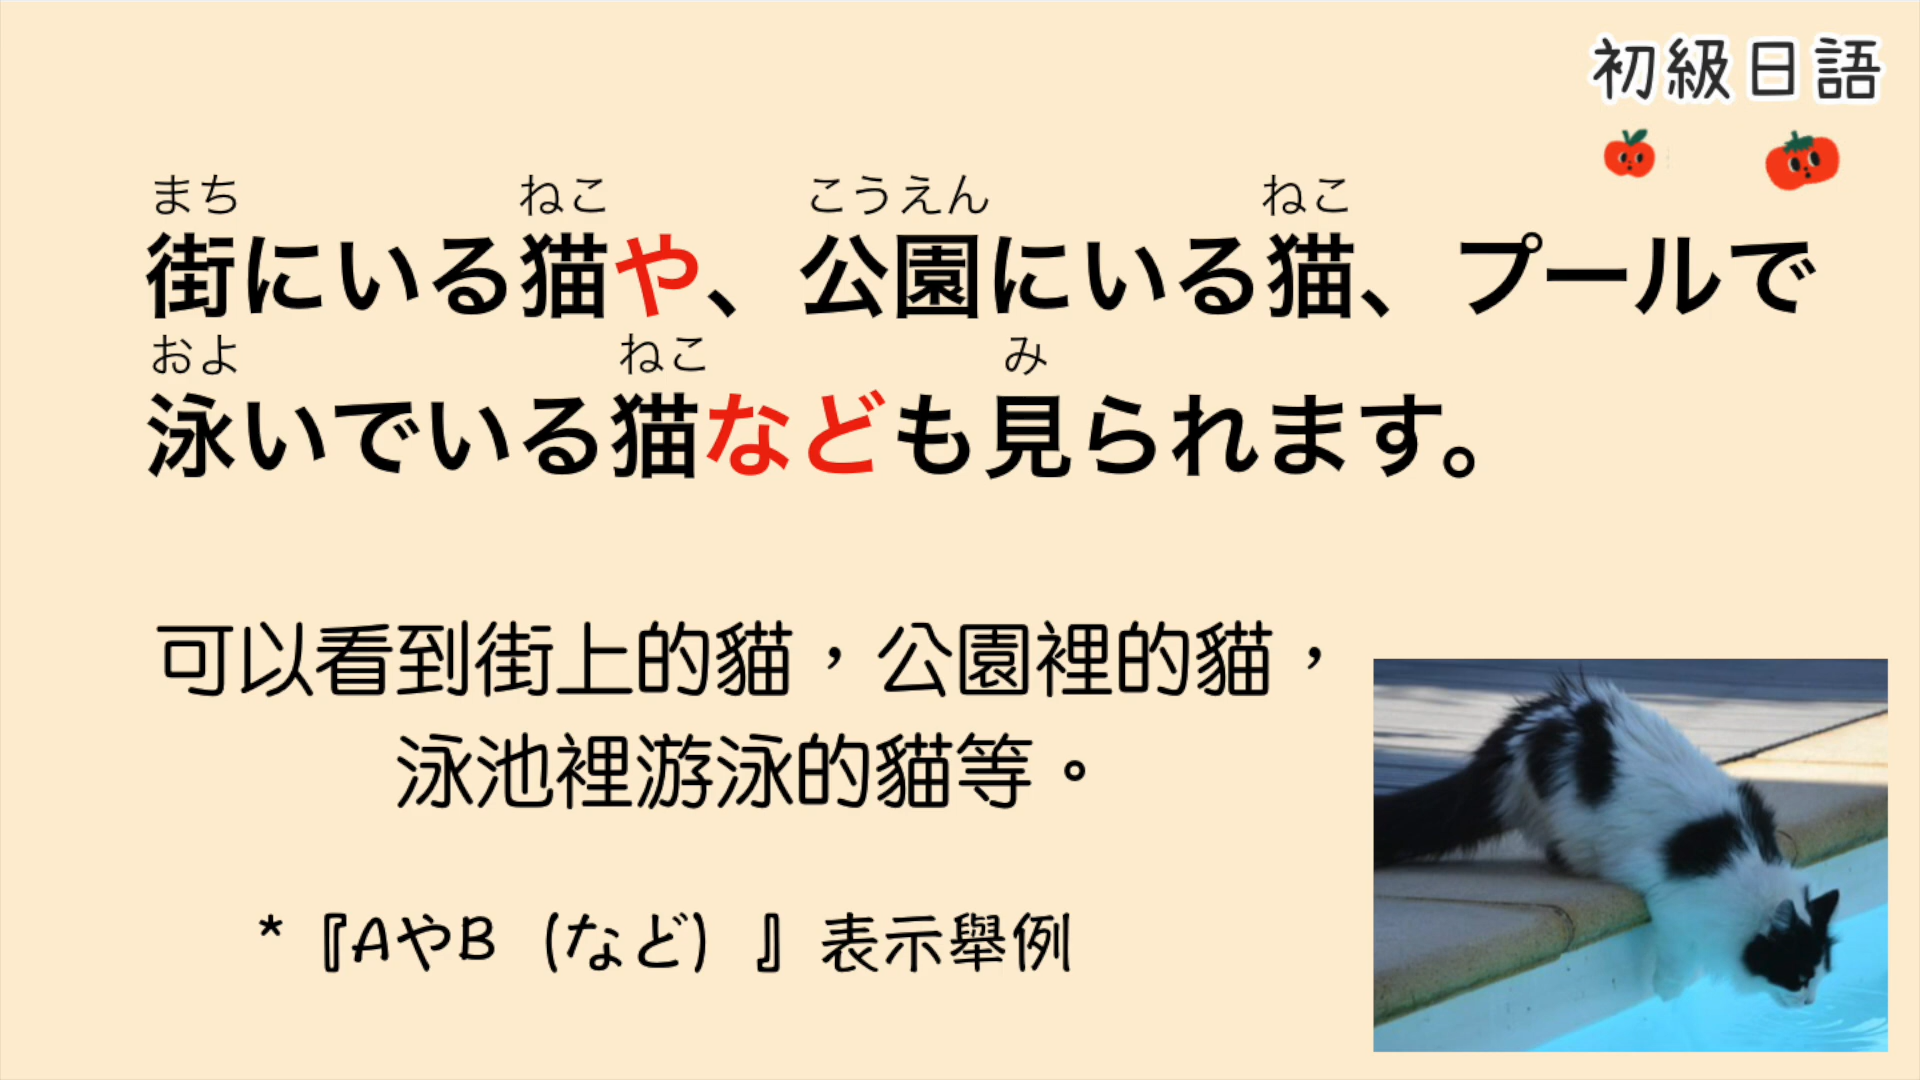 初級日語
まち ねこ こうえん ねこ
街にいる猫や、公園にいる猫、プールで
およ ねこ み
泳いでいる猫なども見られます。
可以看到街上的貓，公園裡的貓，
泳池裡游泳的貓等。
*『AやB（など）』表示舉例